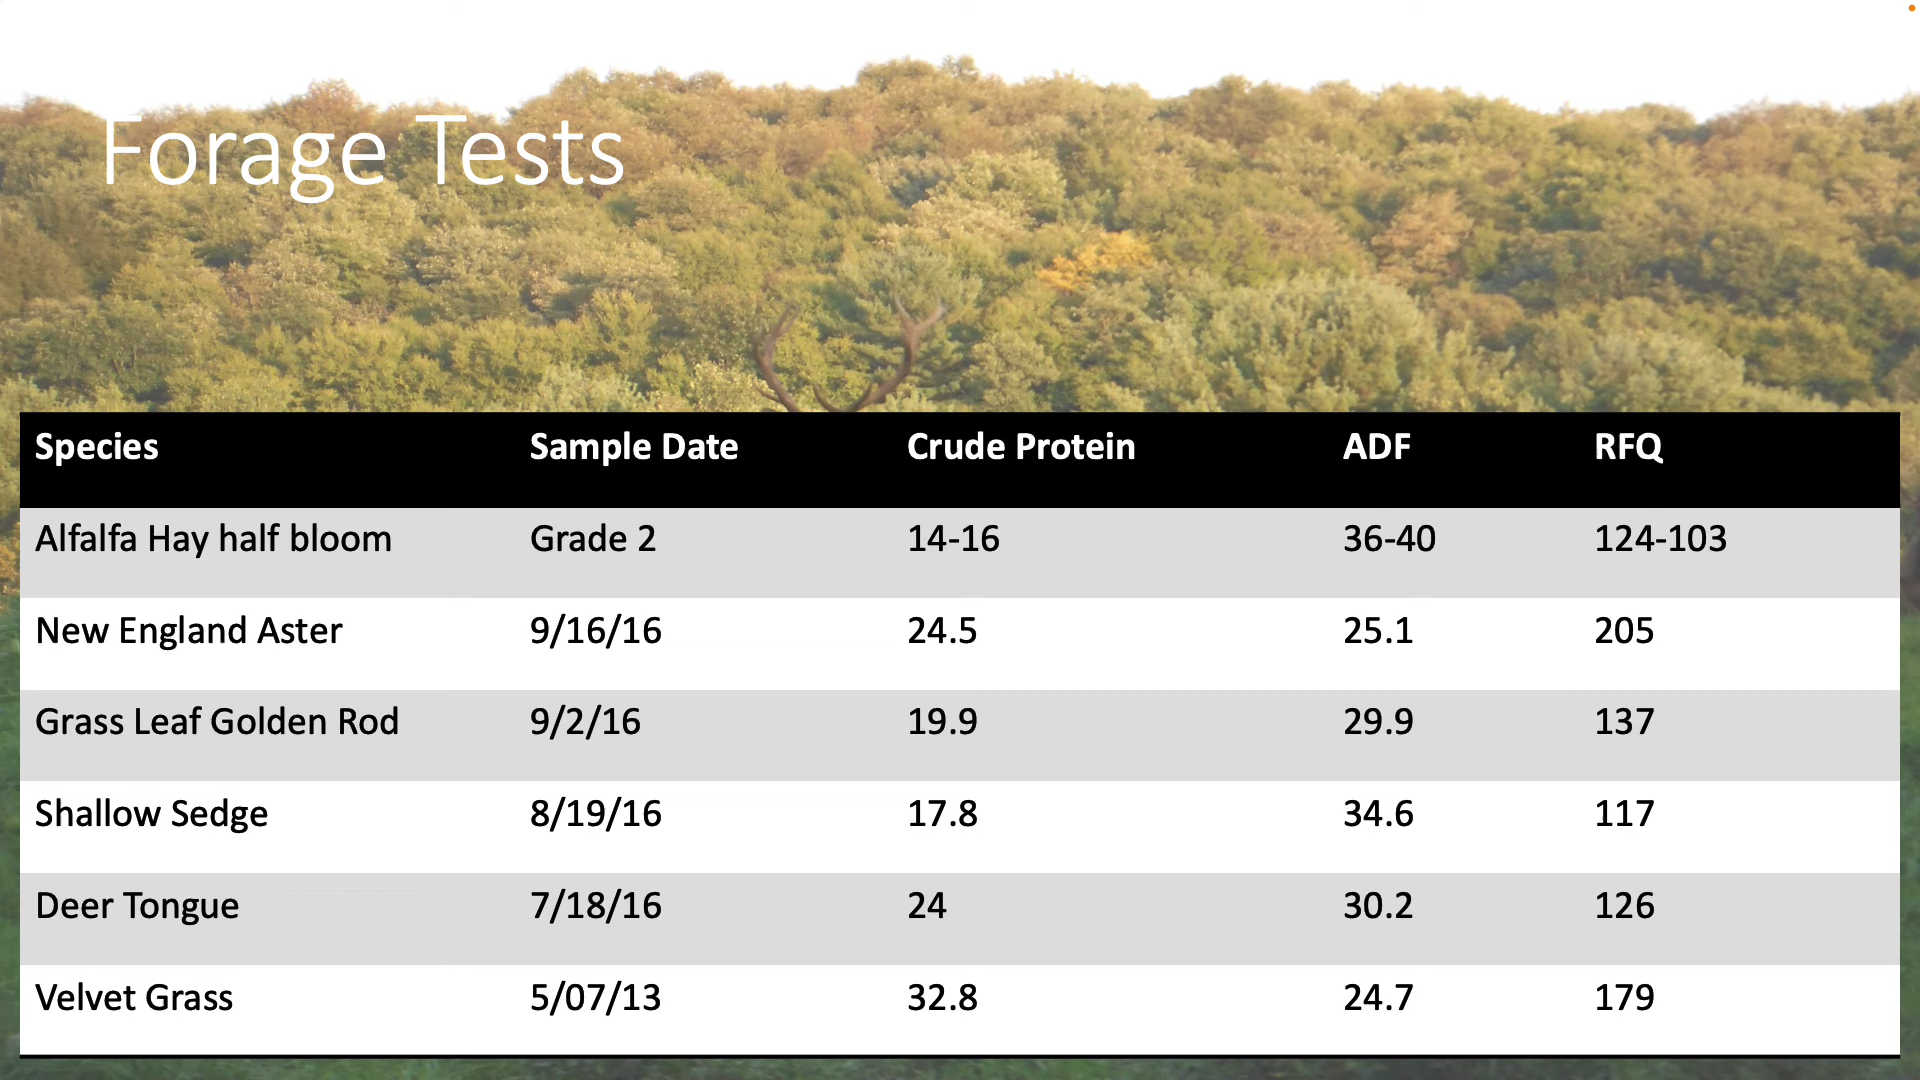 Forage Tests
Species Sample Date Crude Protein ADF RFQ
Alfalfa Hay half bloom Grade 2 14-16 36-40 124-103
New England Aster 9/16/16 24.5 25.1 205
Grass Leaf Golden Rod 9/2/16 19.9 29.9 137
Shallow Sedge 8/19/16 17.8 34.6 117
Deer Tongue 7/18/16 24 30.2 126
Velvet Grass 5/07/13 32.8 24.7 179